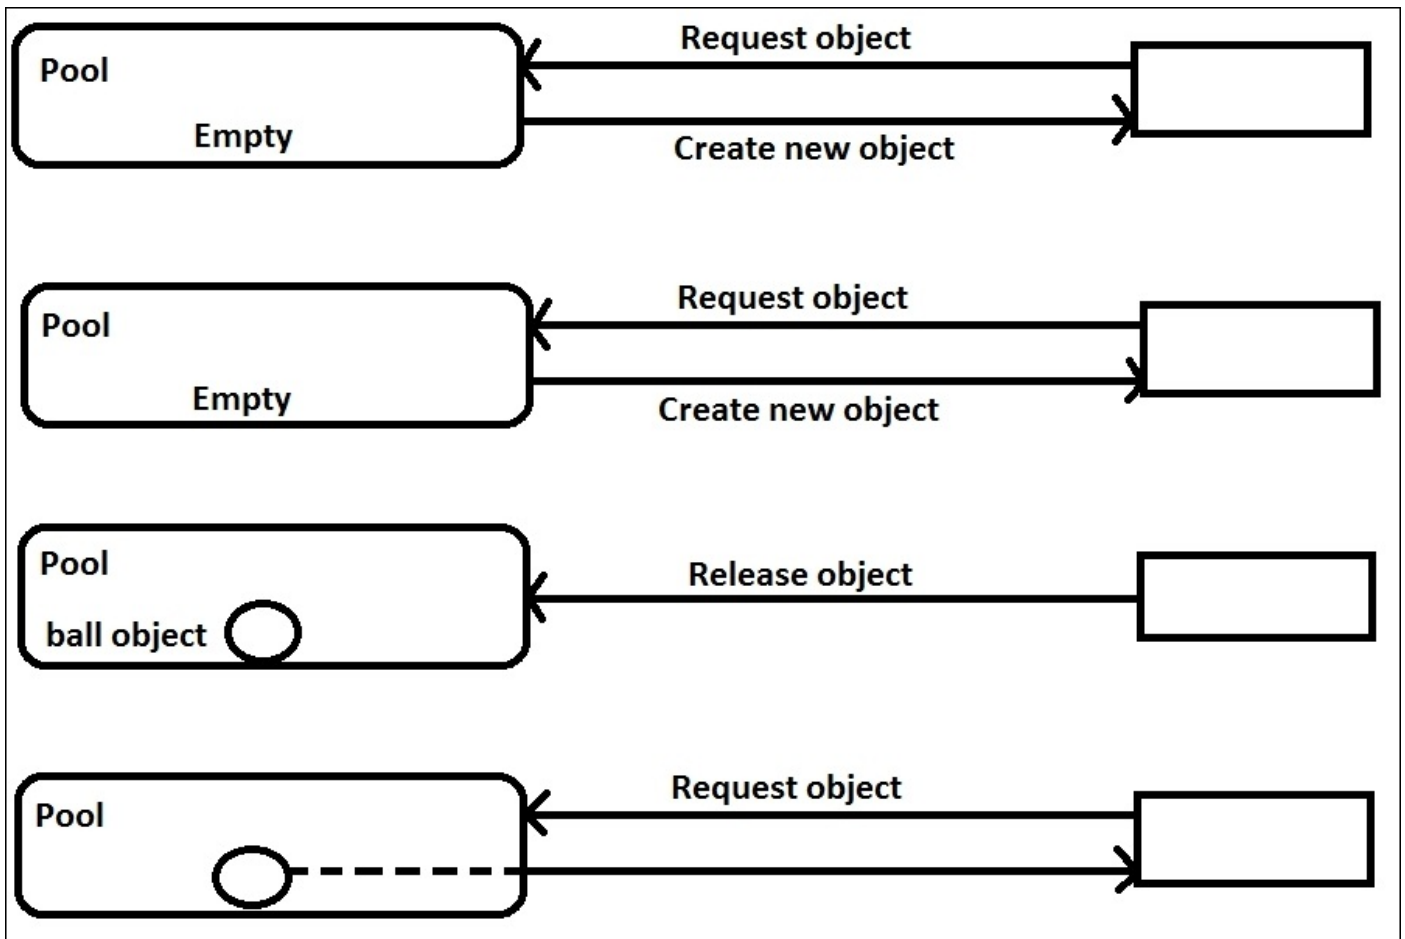 Request object
Pool
Empty
Create new object
Request object
Pool
Empty
Create new object
Pool
Release object
ball object
Request object
Pool